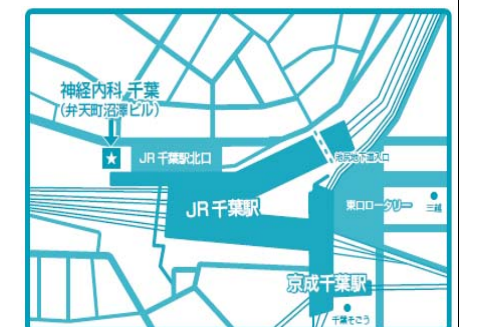 神経内科 千葉
(弁天町沼澤ビル)
JR千葉駅北口
JR千葉駅
東口ロータリー
三越
京成千葉駅
千葉そごう